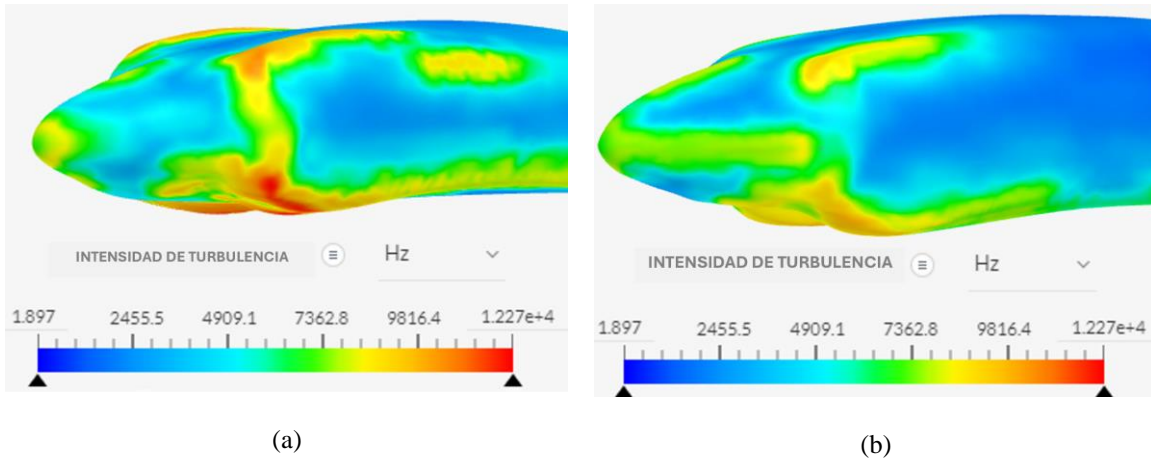 INTENSIDAD DE TURBULENCIA Hz
1.897 2455.5 4909.1 7362.8 9816.4 1.227e+4
(a)
INTENSIDAD DE TURBULENCIA Hz
1.897 2455.5 4909.1 7362.8 9816.4 1.227e+4
(b)